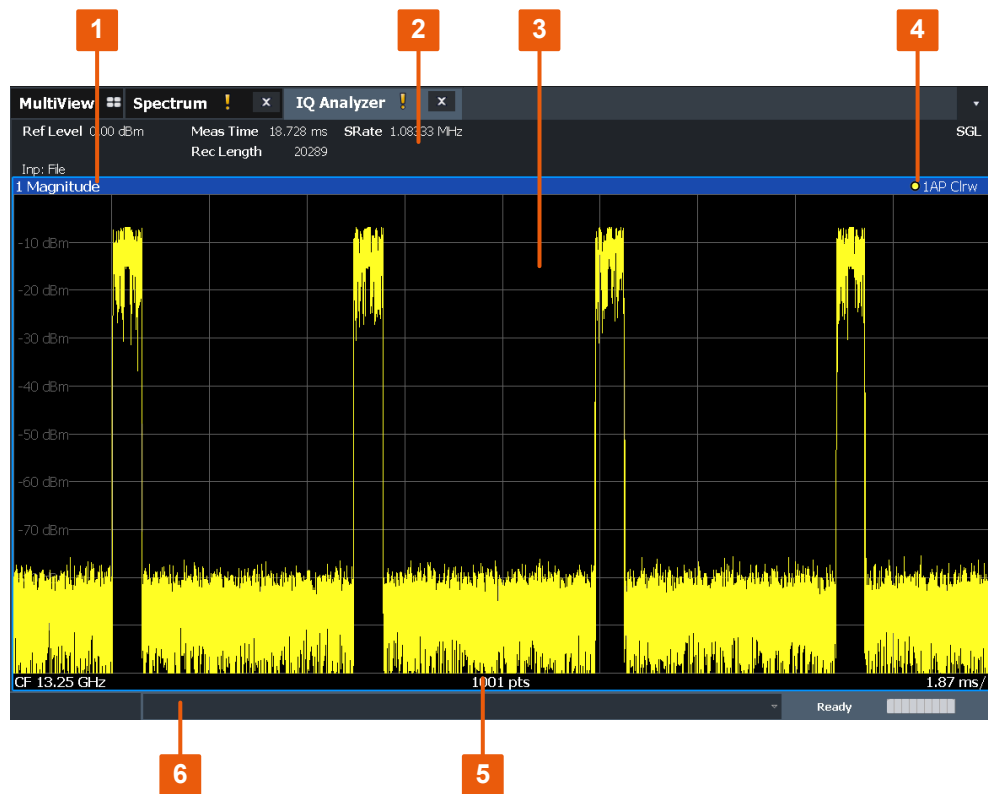 1 2 3 4
MultiView Spectrum ! x IQ Analyzer ! x
Ref Level 0.00 dBm Meas Time 18.728 ms SRate 1.08333 MHz SGL
Rec Length 20289
Inp: File
1 Magnitude 1AP Clrw
-10 dBm
-20 dBm
-30 dBm
-40 dBm
-50 dBm
-60 dBm
-70 dBm
CF 13.25 GHz 1001 pts 1.87 ms/
Ready
6 5